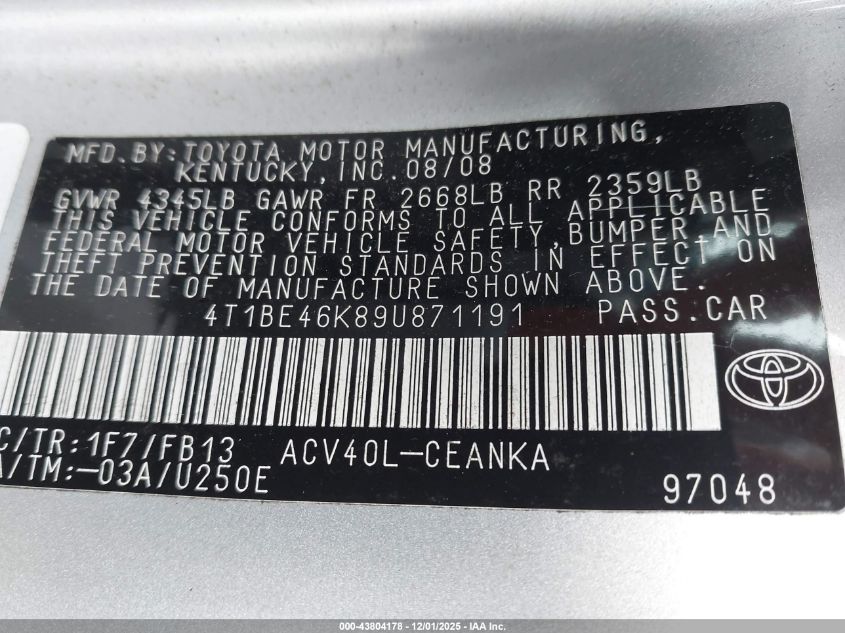 MFD.BY:TOYOTA MOTOR MANUFACTURING,
KENTUCKY,INC.08/08
GVWR 4345LB GAWR FR 2668LB RR 2359LB
THIS VEHICLE CONFORMS TO ALL APPLICABLE
FEDERAL MOTOR VEHICLE SAFETY,BUMPER,AND
THEFT PREVENTION STANDARDS IN EFFECT ON
THE DATE OF MANUFACTURE SHOWN ABOVE.
4T1BE46K89U871191 PASS.CAR
C/TR:1F7/FB13 ACV40L-CEANKA
A/TM:-03A/U250E
97048
000-43804178 - 12/01/2025 - IAA Inc.